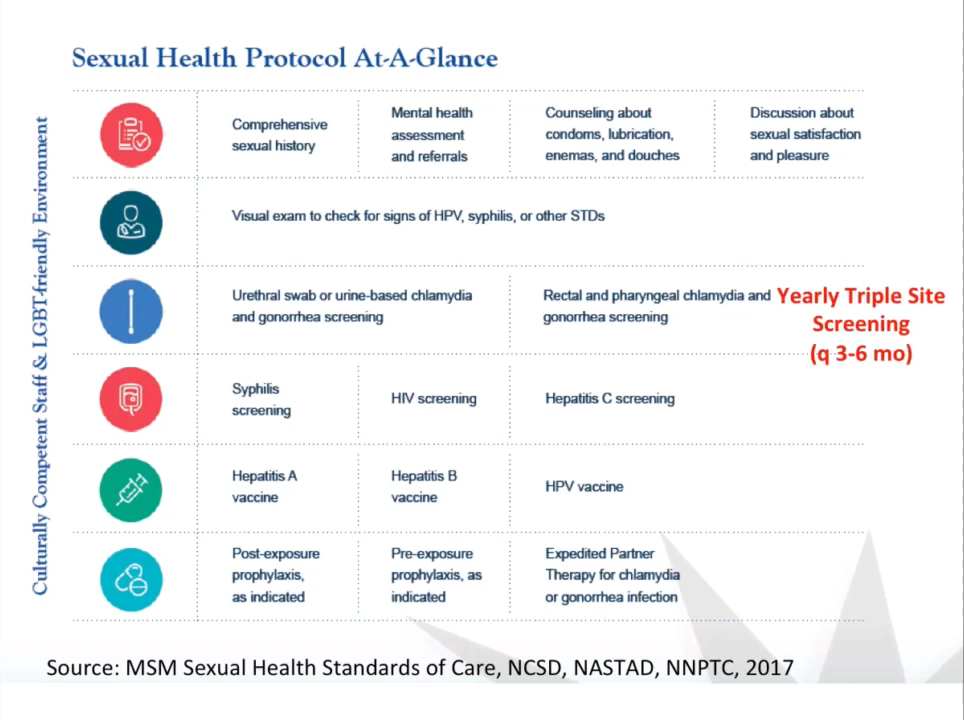 Sexual Health Protocol At-A-Glance
Culturally Competent Staff & LGBT-friendly Environment
Comprehensive
sexual history
Mental health
assessment
and referrals
Counseling about
condoms, lubrication,
enemas, and douches
Discussion about
sexual satisfaction
and pleasure
Visual exam to check for signs of HPV, syphilis, or other STDs
Urethral swab or urine-based chlamydia
and gonorrhea screening
Rectal and pharyngeal chlamydia and
gonorrhea screening
Yearly Triple Site
Screening
(q 3-6 mo)
Syphilis
screening
HIV screening
Hepatitis C screening
Hepatitis A
vaccine
Hepatitis B
vaccine
HPV vaccine
Post-exposure
prophylaxis,
as indicated
Pre-exposure
prophylaxis, as
indicated
Expedited Partner
Therapy for chlamydia
or gonorrhea infection
Source: MSM Sexual Health Standards of Care, NCSD, NASTAD, NNPTC, 2017